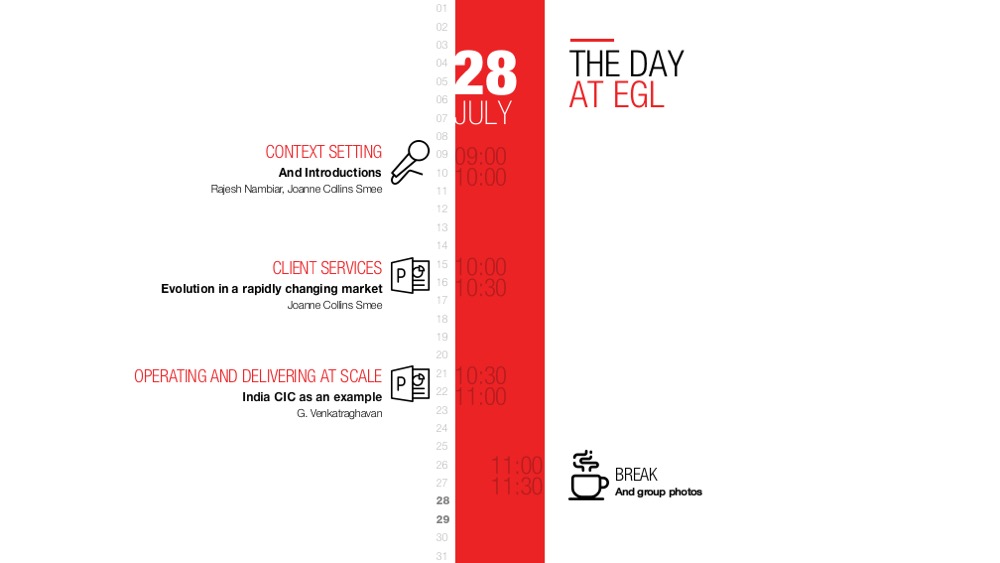 01
02
03
04
05
06
07
08
09
10
11
12
13
14
15
16
17
18
19
20
21
22
23
24
25
26
27
28
29
30
31
28
JULY
THE DAY
AT EGL
CONTEXT SETTING
And Introductions
Rajesh Nambiar, Joanne Collins Smee
09:00
10:00
CLIENT SERVICES
Evolution in a rapidly changing market
Joanne Collins Smee
P
10:00
10:30
OPERATING AND DELIVERING AT SCALE
India CIC as an example
G. Venkatraghavan
P
10:30
11:00
11:00
11:30
BREAK
And group photos